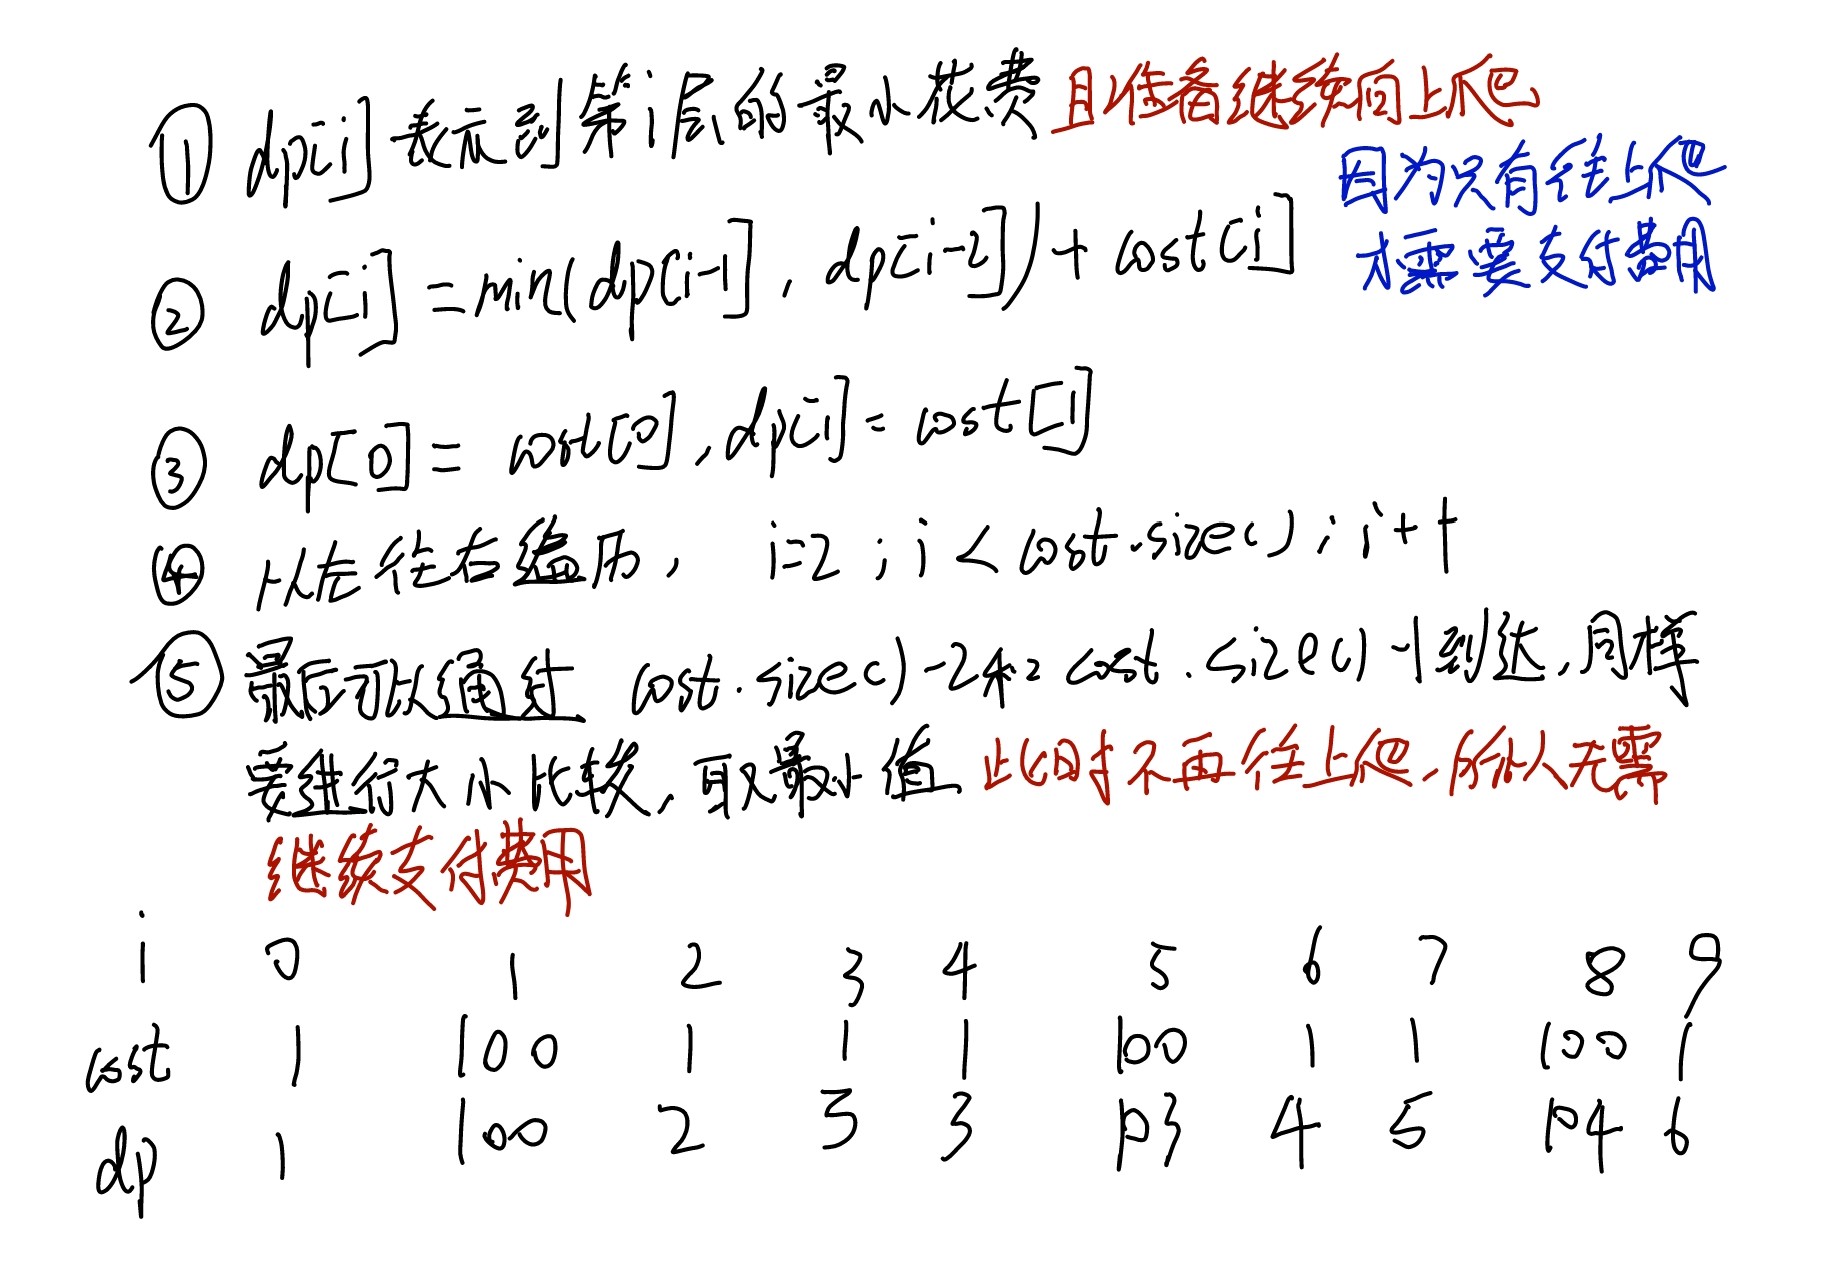 ① dp[i]表示到第i层的最小花费且准备继续向上爬
因为只有往上爬
才需要支付费用
② dp[i]=min(dp[i-1],dp[i-2])+cost[i]
③ dp[0]=cost[0],dp[1]=cost[1]
④ 从左往右遍历，i=2;i<cost.size();i++
⑤ 最后可以通过 cost.size()-2和cost.size()-1到达,同样
要进行大小比较,取最小值 此时不再往上爬,所以无需
继续支付费用
i 0 1 2 3 4 5 6 7 8 9
cost 1 100 1 1 1 100 1 1 100 1
dp 1 100 2 3 3 103 4 5 104 6